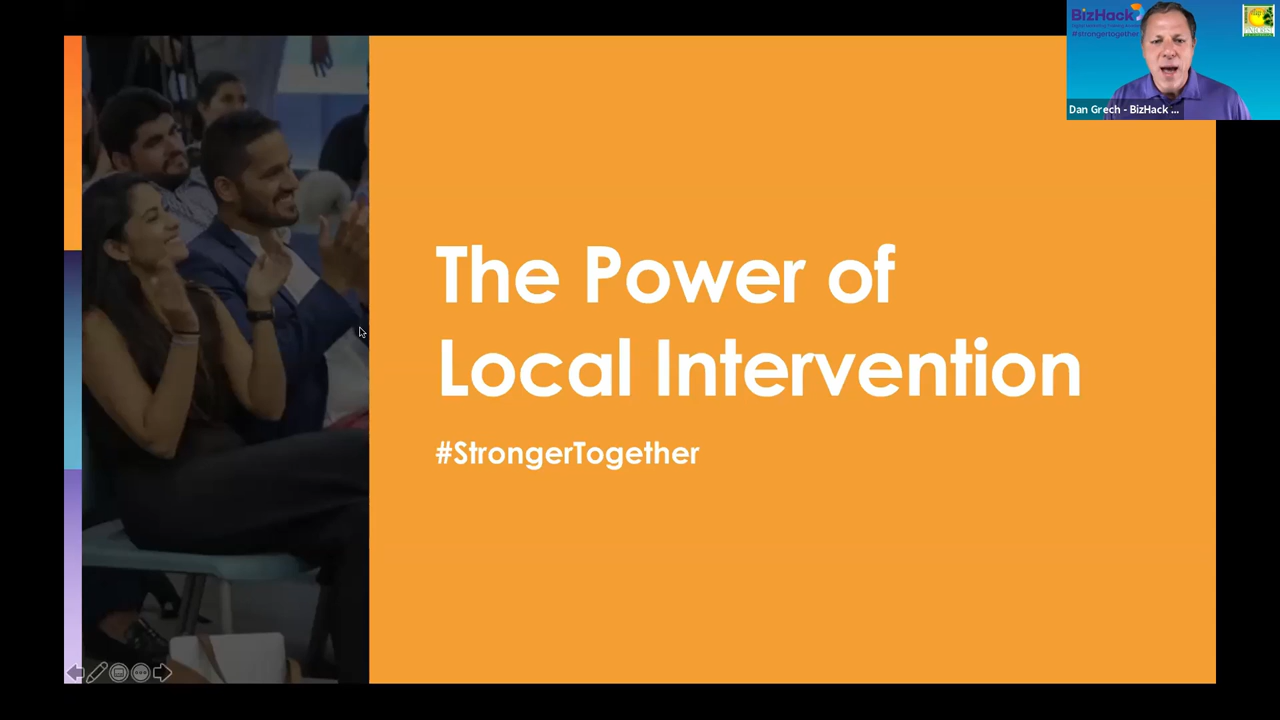 BizHack
#strongertogether
Dan Grech - BizHack ...
The Power of
Local Intervention
#StrongerTogether